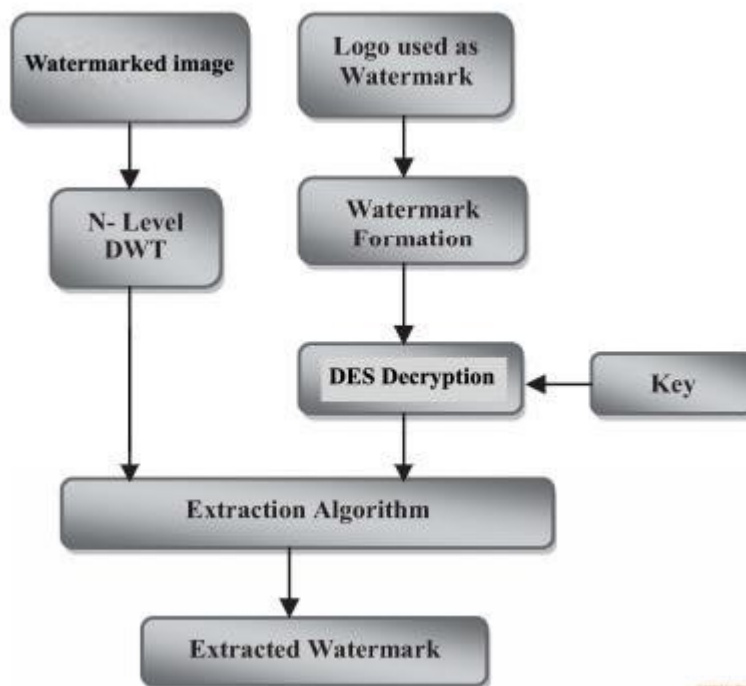 Watermarked image
Logo used as
Watermark
N- Level
DWT
Watermark
Formation
DES Decryption
Key
Extraction Algorithm
Extracted Watermark